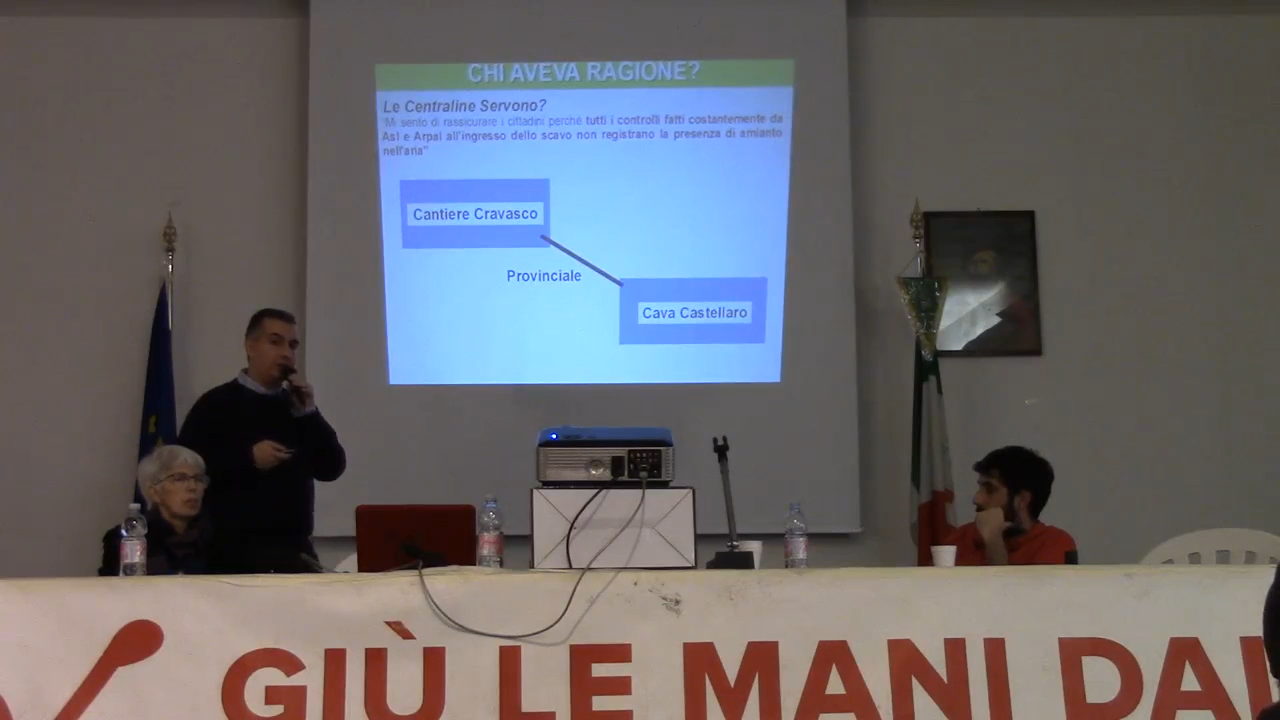 CHI AVEVA RAGIONE?
Le Centraline Servono?
"Mi sento di rassicurare i cittadini perché tutti i controlli fatti costantemente da
Asl e Arpal all'ingresso dello scavo non registrano la presenza di amianto
nell'aria"
Cantiere Cravasco
Provinciale
Cava Castellaro
GIÙ LE MANI DAL